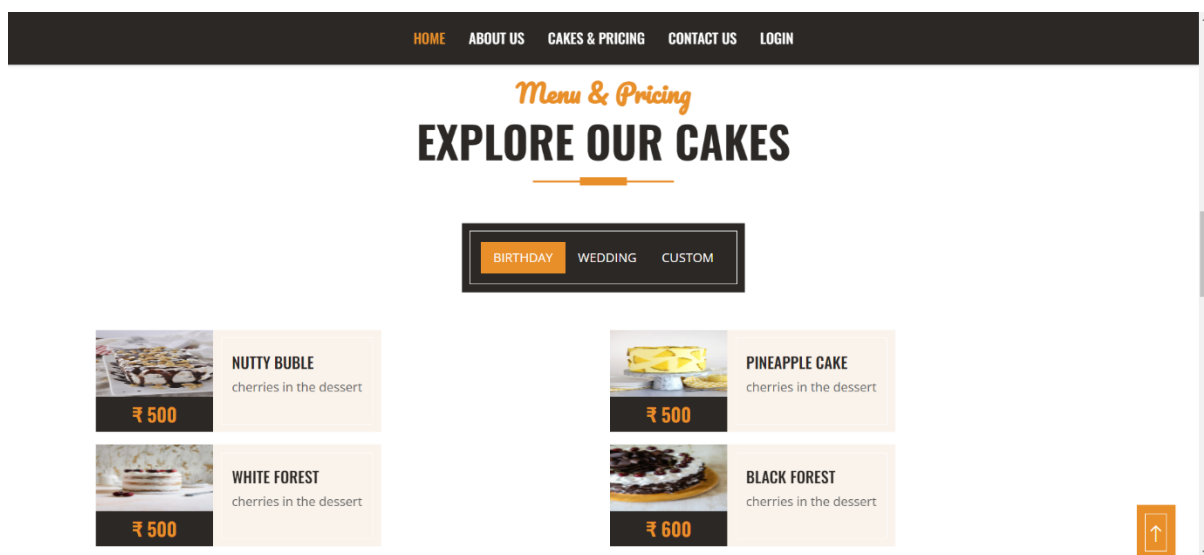 HOME ABOUT US CAKES & PRICING CONTACT US LOGIN
Menu & Pricing
EXPLORE OUR CAKES
BIRTHDAY WEDDING CUSTOM
NUTTY BUBLE
cherries in the dessert
₹ 500
PINEAPPLE CAKE
cherries in the dessert
₹ 500
WHITE FOREST
cherries in the dessert
₹ 500
BLACK FOREST
cherries in the dessert
₹ 600